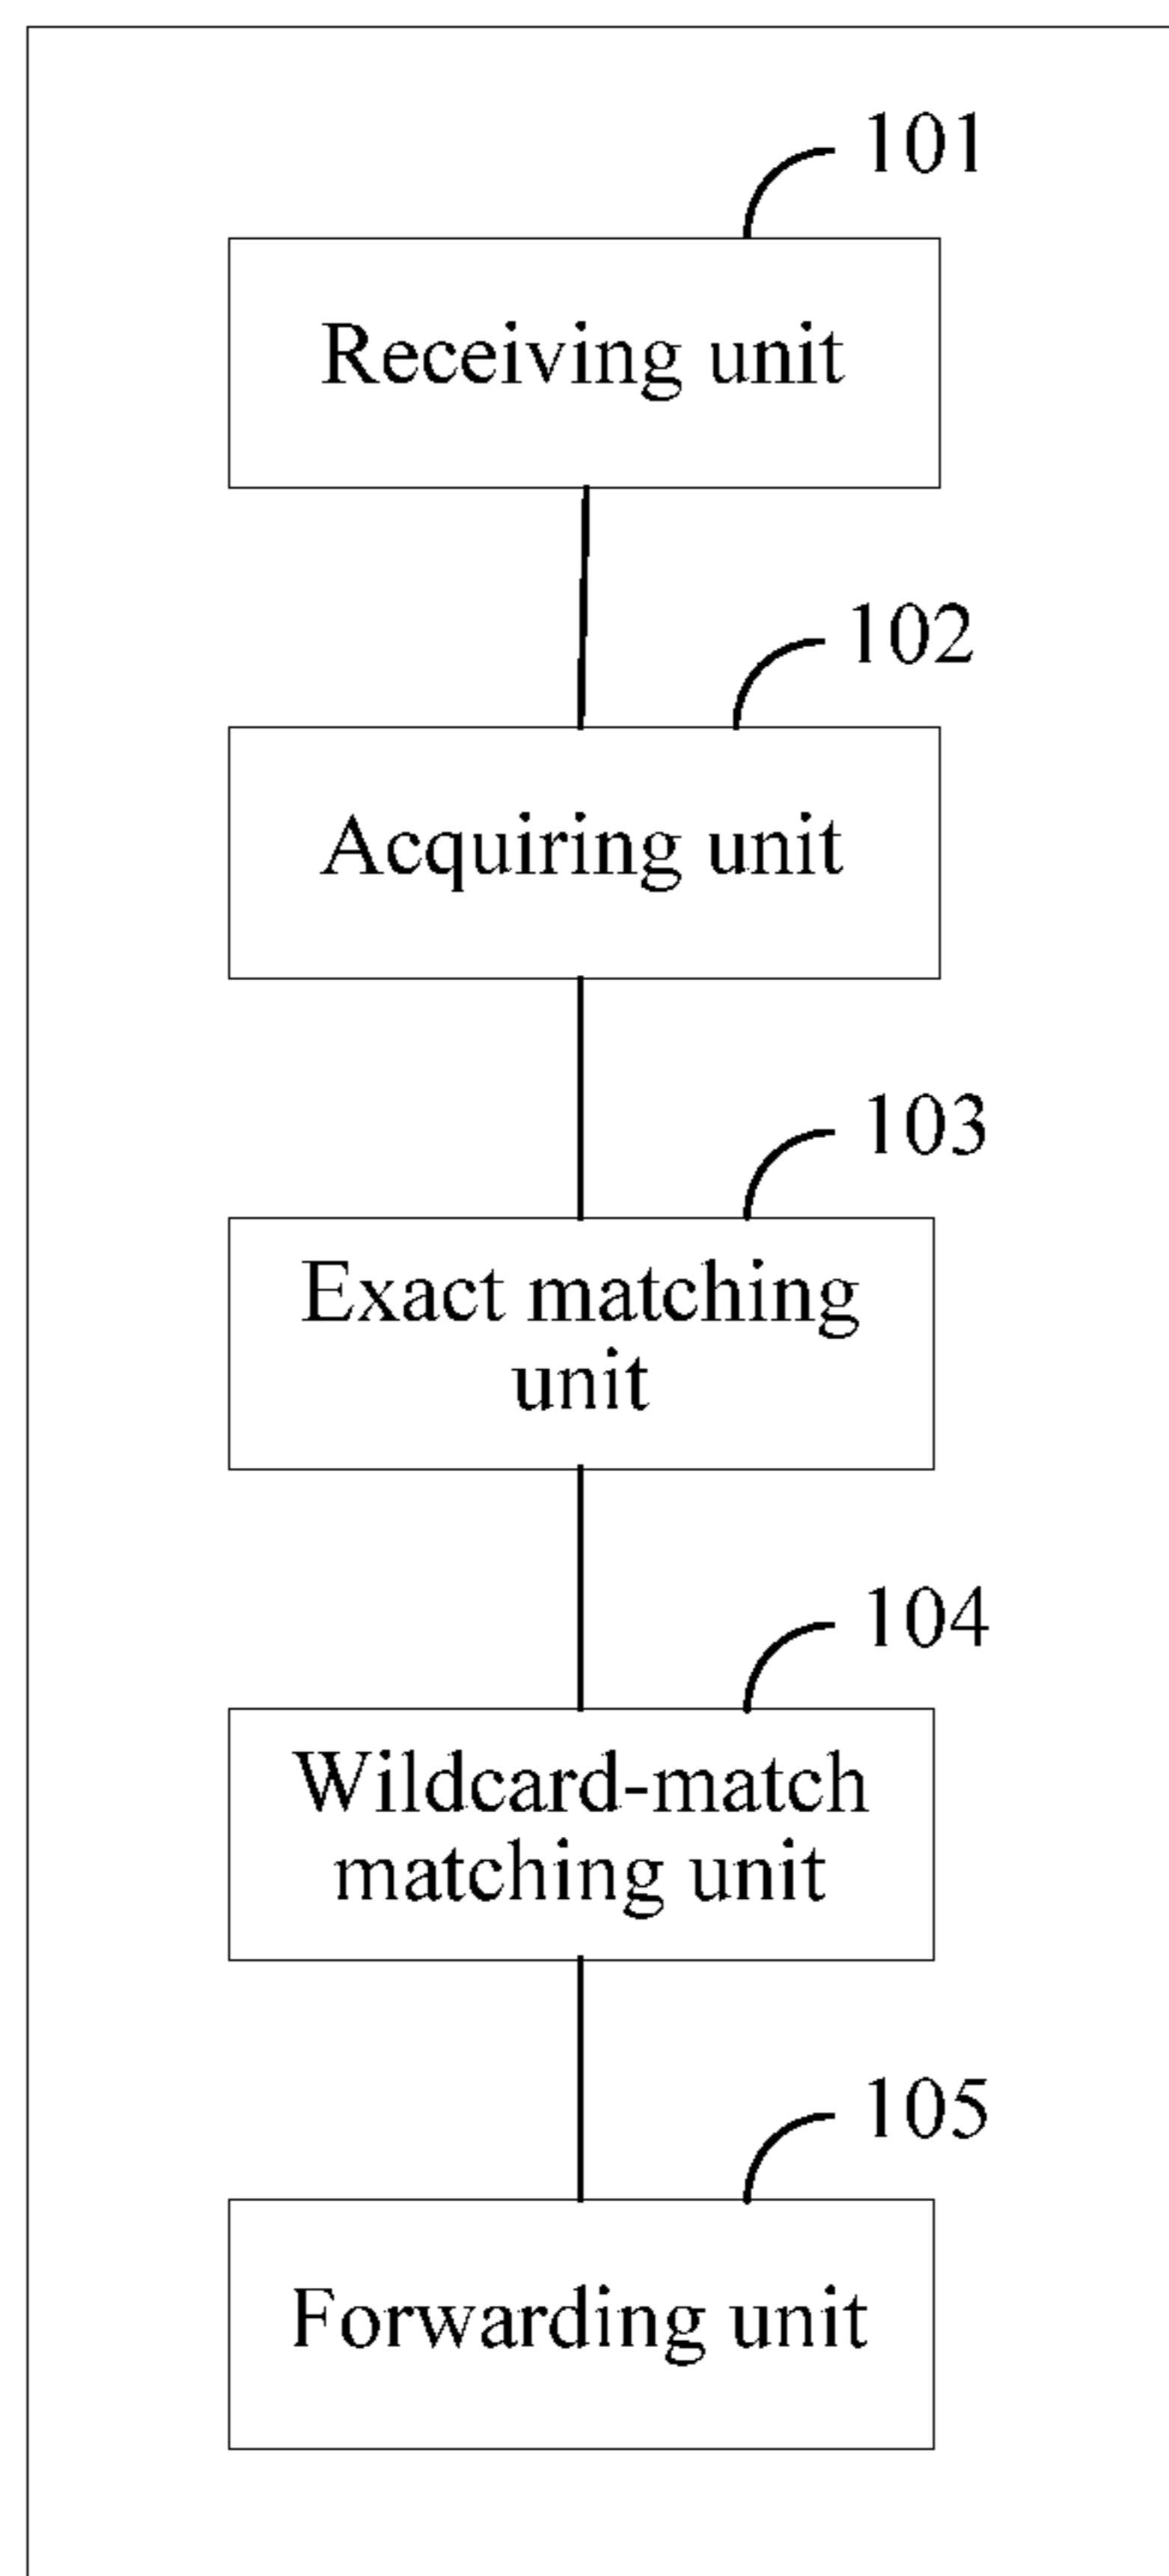 101
Receiving unit
102
Acquiring unit
103
Exact matching
unit
104
Wildcard-match
matching unit
105
Forwarding unit